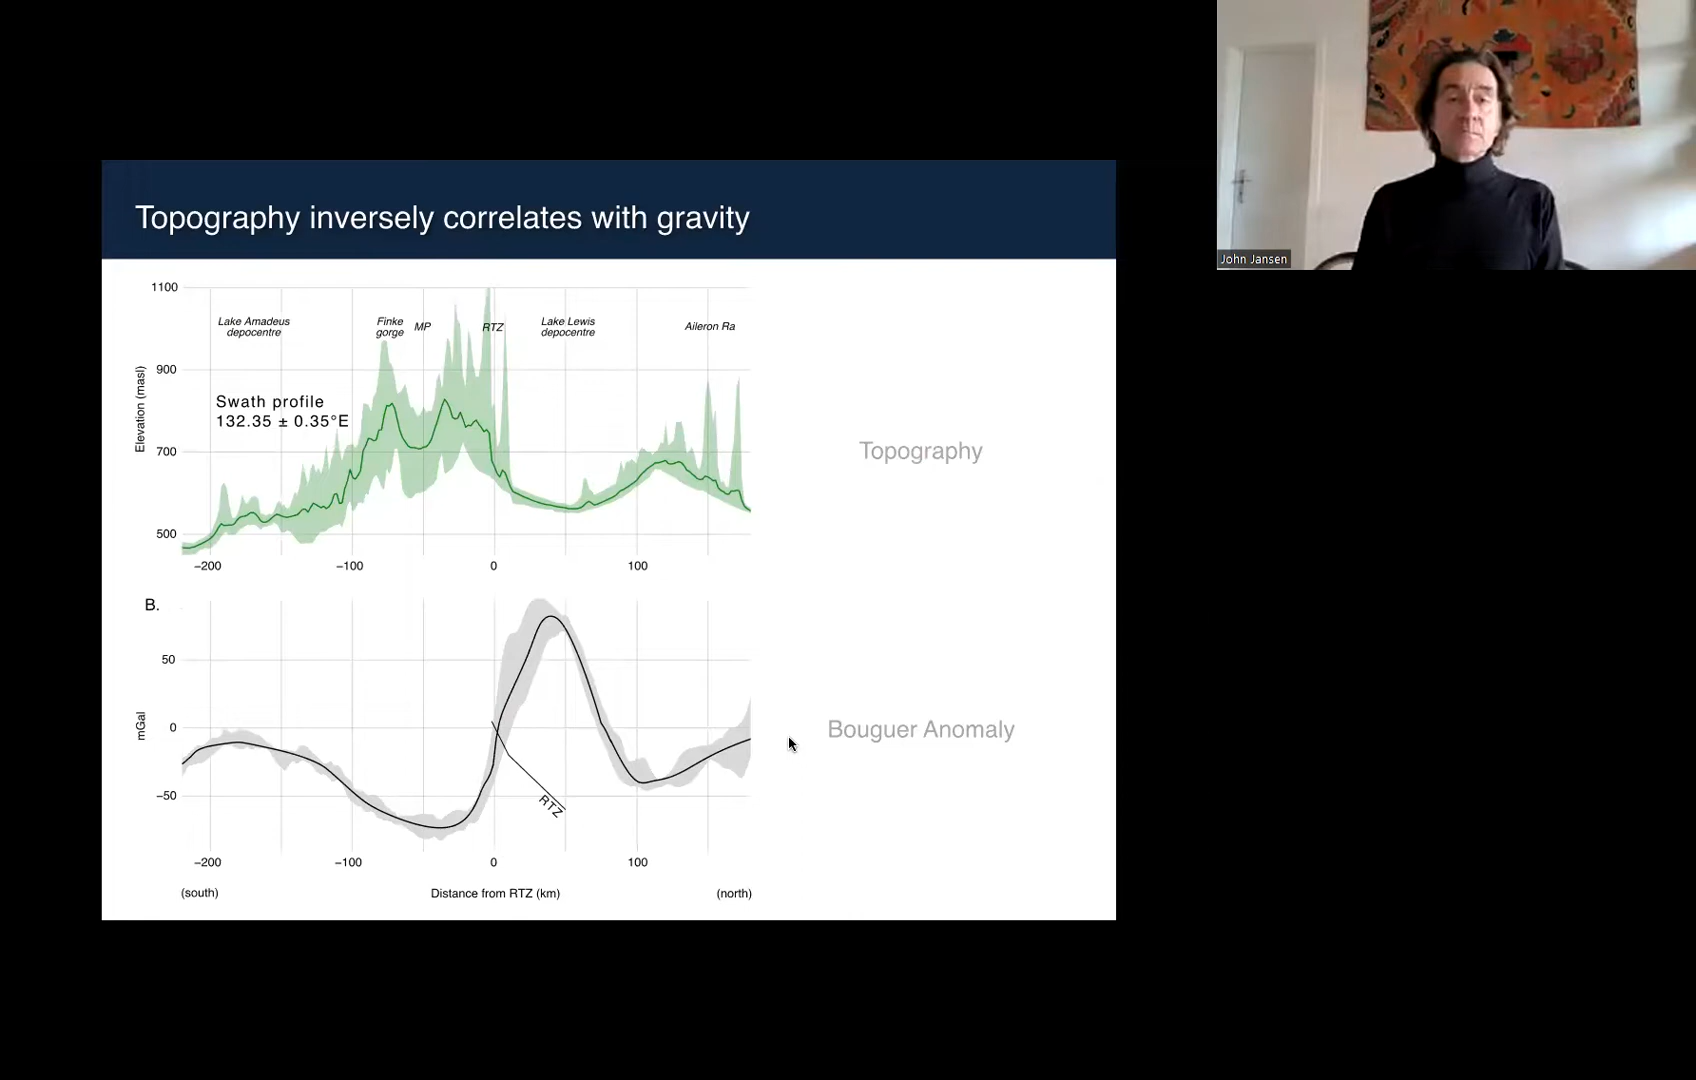 Topography inversely correlates with gravity
1100
Lake Amadeus
depocentre
Finke
gorge
MP
RTZ
Lake Lewis
depocentre
Aileron Ra
Elevation (masl)
900
Swath profile
132.35 ± 0.35°E
700
500
−200
−100
0
100
Topography
B.
50
mGal
0
−50
RTZ
−200
−100
0
100
(south)
Distance from RTZ (km)
(north)
Bouguer Anomaly
John Jansen